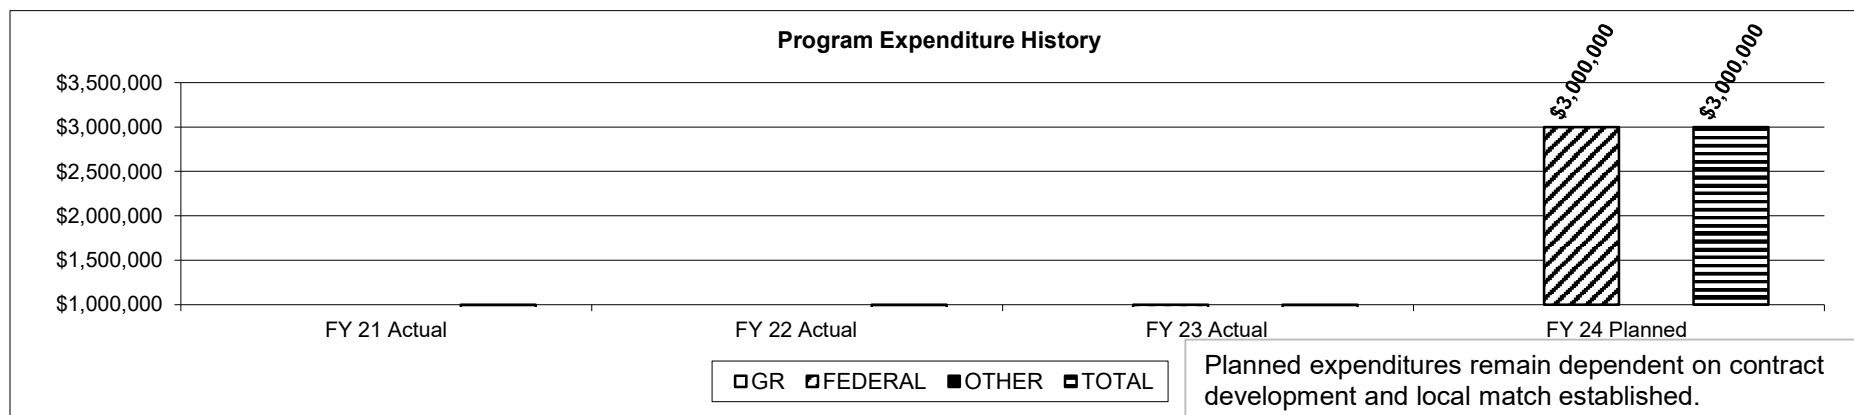 Program Expenditure History
$3,000,000
$3,000,000
$3,500,000
$3,000,000
$2,500,000
$2,000,000
$1,500,000
$1,000,000
FY 21 Actual
FY 22 Actual
FY 23 Actual
FY 24 Planned
GR FEDERAL OTHER TOTAL
Planned expenditures remain dependent on contract
development and local match established.